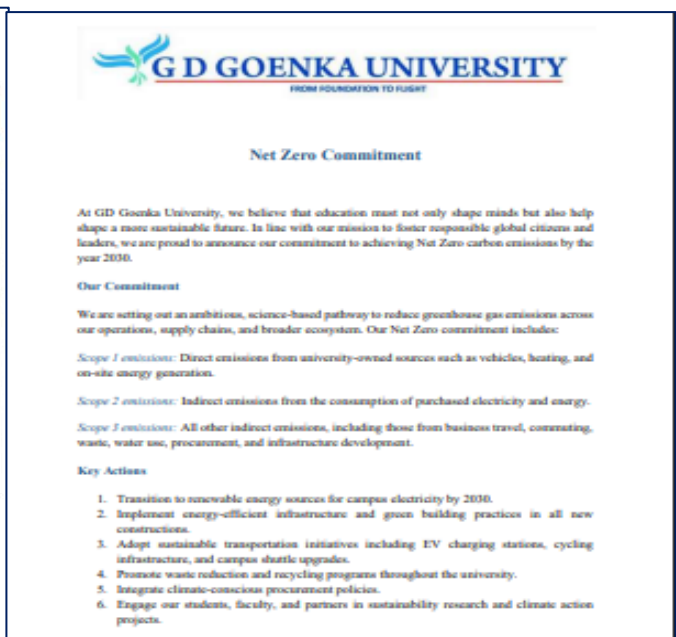 G D GOENKA UNIVERSITY
FROM FOUNDATION TO FLIGHT
Net Zero Commitment
At GD Goenka University, we believe that education must not only shape minds but also help
shape a more sustainable future. In line with our mission to foster responsible global citizens and
leaders, we are proud to announce our commitment to achieving Net Zero carbon emissions by the
year 2030.
Our Commitment
We are setting out an ambitious, science-based pathway to reduce greenhouse gas emissions across
our operations, supply chains, and broader ecosystem. Our Net Zero commitment includes:
Scope 1 emissions: Direct emissions from university-owned sources such as vehicles, heating, and
on-site energy generation.
Scope 2 emissions: Indirect emissions from the consumption of purchased electricity and energy.
Scope 3 emissions: All other indirect emissions, including those from business travel, commuting,
waste, water use, procurement, and infrastructure development.
Key Actions
1. Transition to renewable energy sources for campus electricity by 2030.
2. Implement energy-efficient infrastructure and green building practices in all new
constructions.
3. Adopt sustainable transportation initiatives including EV charging stations, cycling
infrastructure, and campus shuttle upgrades.
4. Promote waste reduction and recycling programs throughout the university.
5. Integrate climate-conscious procurement policies.
6. Engage our students, faculty, and partners in sustainability research and climate action
projects.